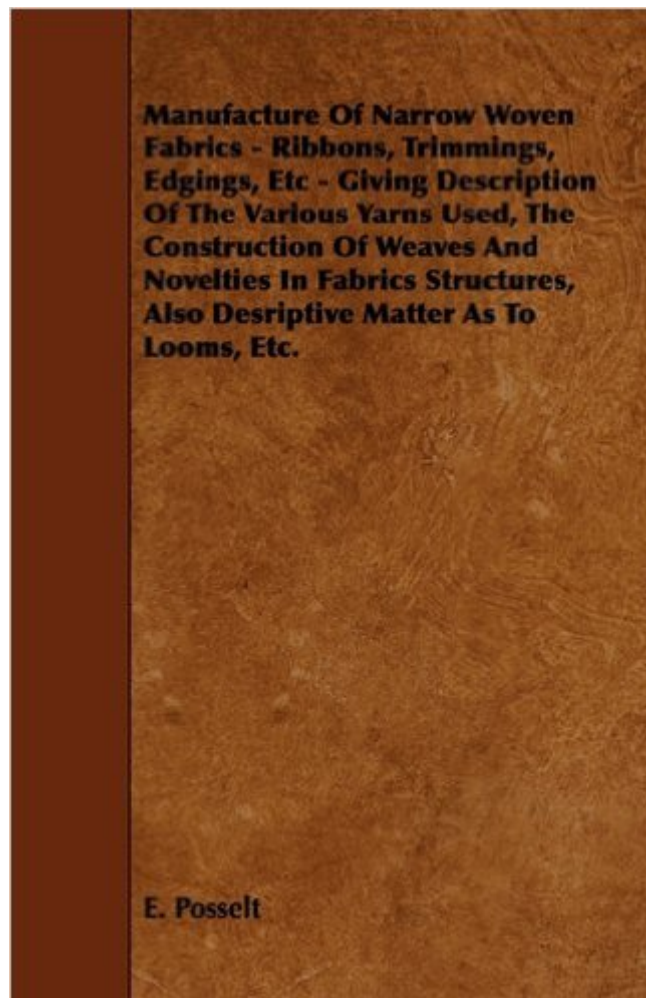 Manufacture Of Narrow Woven
Fabrics - Ribbons, Trimmings,
Edgings, Etc - Giving Description
Of The Various Yarns Used, The
Construction Of Weaves And
Novelties In Fabrics Structures,
Also Desriptive Matter As To
Looms, Etc.
E. Posselt